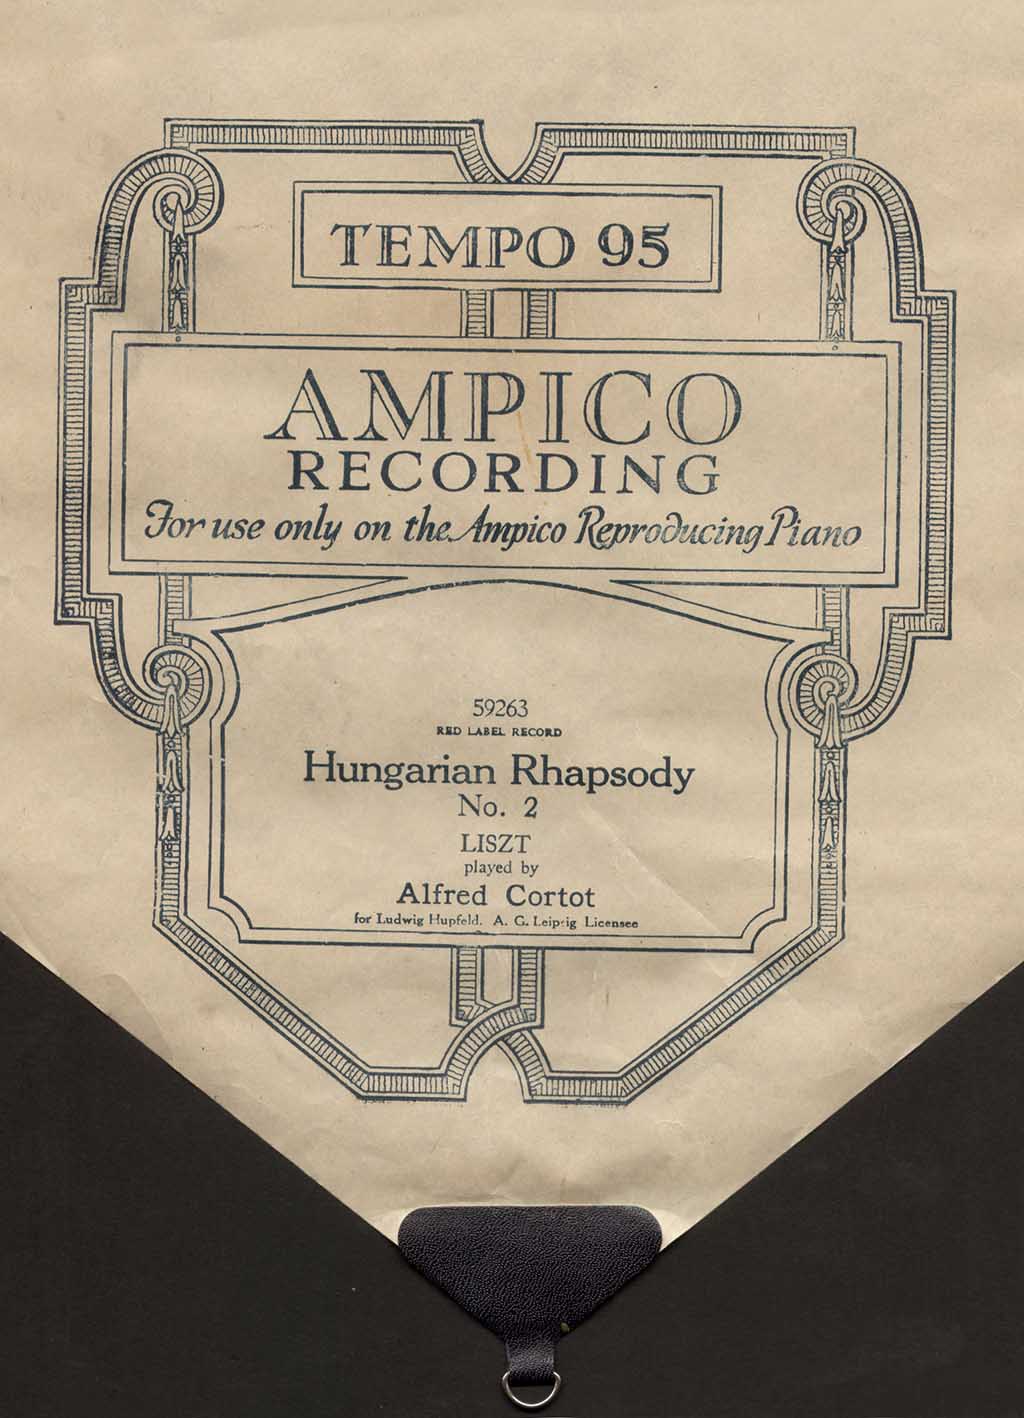 TEMPO 95
AMPICO
RECORDING
For use only on the Ampico Reproducing Piano
59263
RED LABEL RECORD
Hungarian Rhapsody
No. 2
LISZT
played by
Alfred Cortot
for Ludwig Hupfeld. A. G. Leipzig Licensee